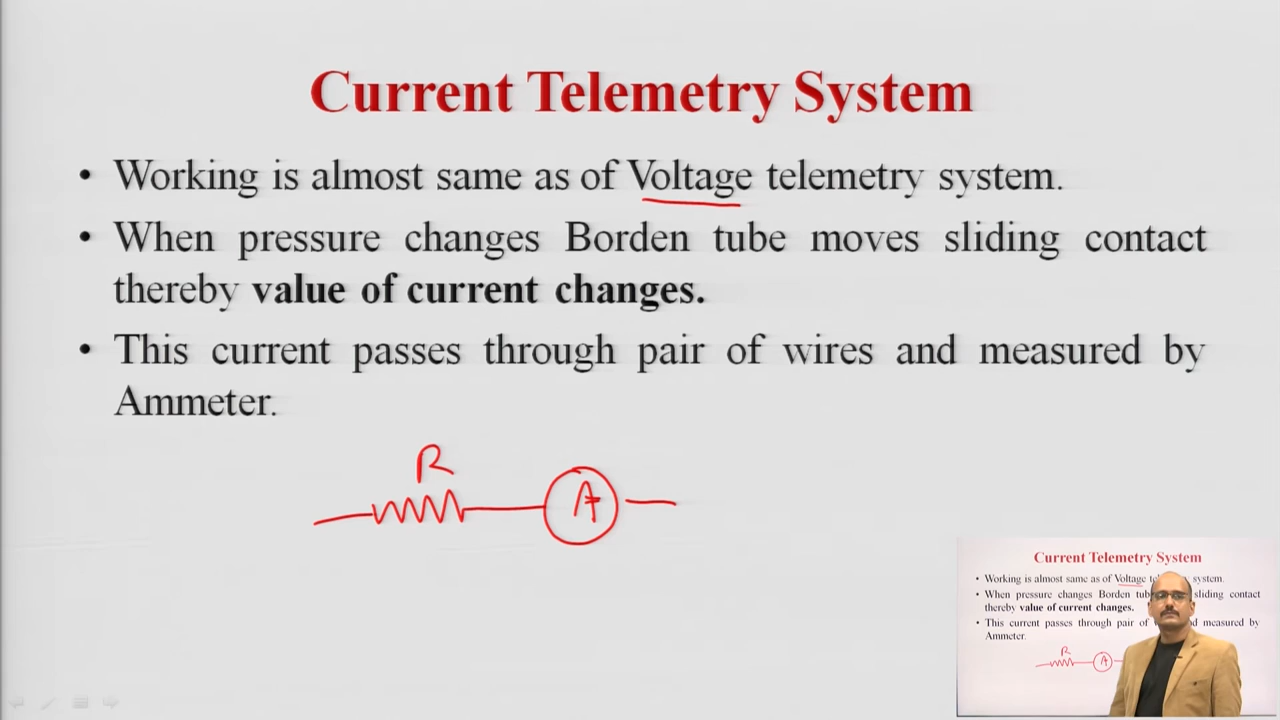 Current Telemetry System
• Working is almost same as of Voltage telemetry system.
• When pressure changes Borden tube moves sliding contact
thereby value of current changes.
• This current passes through pair of wires and measured by
Ammeter.
R
A
Current Telemetry System
• Working is almost same as of Voltage system.
• When pressure changes Borden sliding contact
thereby value of current changes.
• This current passes through pair of measured by
Ammeter.
R
A